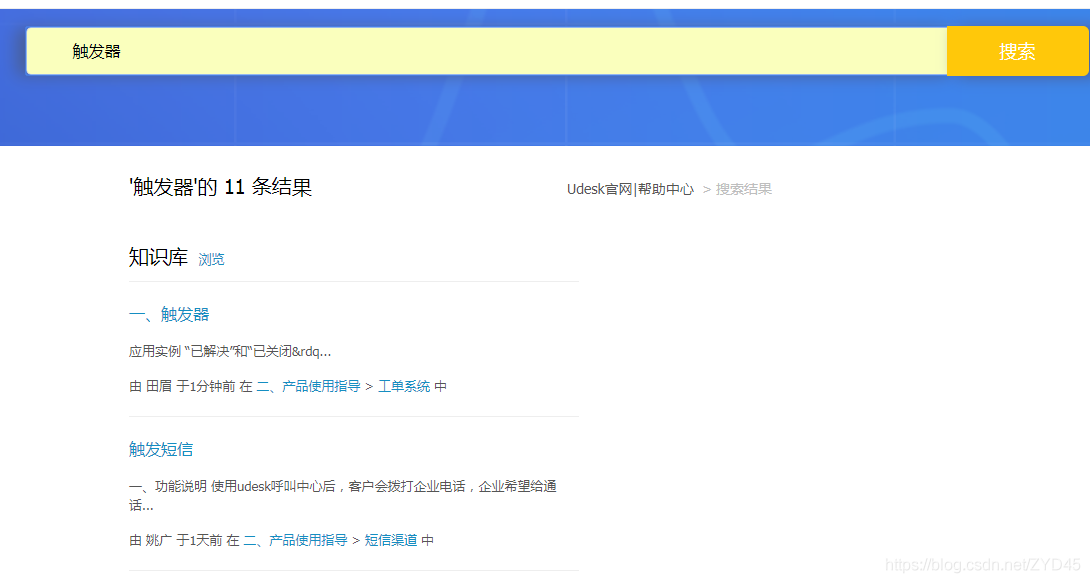 触发器
搜索
'触发器'的 11 条结果
Udesk官网|帮助中心 > 搜索结果
知识库 浏览
一、触发器
应用实例 “已解决”和“已关闭&rdq...
由 田眉 于1分钟前 在 二、产品使用指导 > 工单系统 中
触发短信
一、功能说明 使用udesk呼叫中心后，客户会拨打企业电话，企业希望给通
话...
由 姚广 于1天前 在 二、产品使用指导 > 短信渠道 中
https://blog.csdn.net/ZYD45